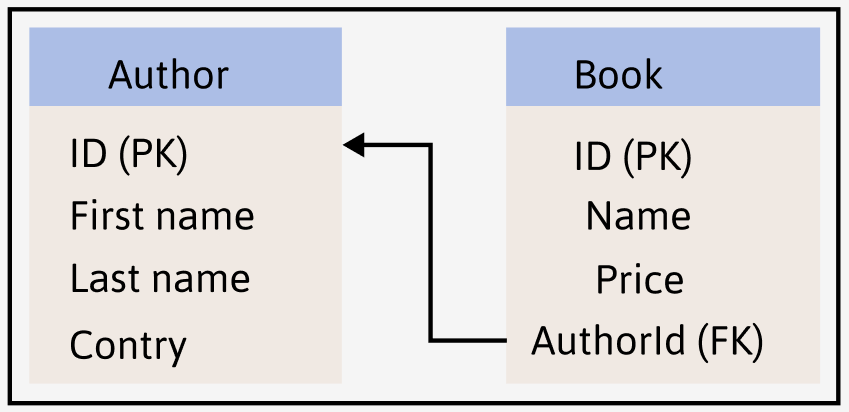 Author
ID (PK)
First name
Last name
Contry
Book
ID (PK)
Name
Price
AuthorId (FK)